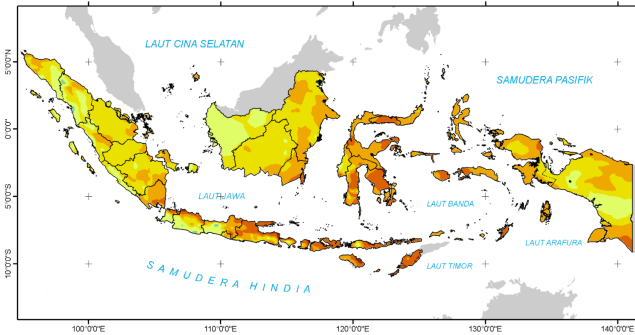 LAUT CINA SELATAN
SAMUDERA PASIFIK
5°0'0"N
0°0'0"
5°0'0"S
10°0'0"S
LAUT JAWA
LAUT BANDA
LAUT ARAFURA
LAUT TIMOR
SAMUDERA HINDIA
100°0'0"E
110°0'0"E
120°0'0"E
130°0'0"E
140°0'0"E